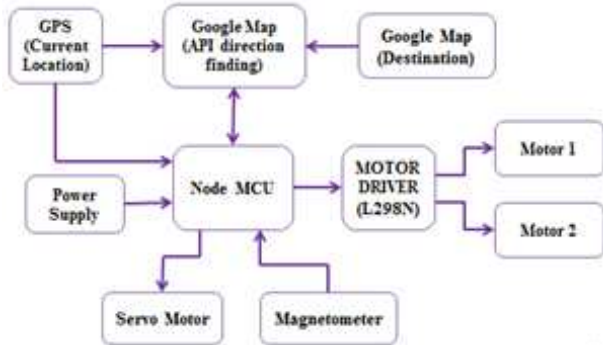 GPS
(Current
Location)
Google Map
(API direction
finding)
Google Map
(Destination)
Node MCU
MOTOR
DRIVER
(L298N)
Motor 1
Motor 2
Power
Supply
Servo Motor
Magnetometer